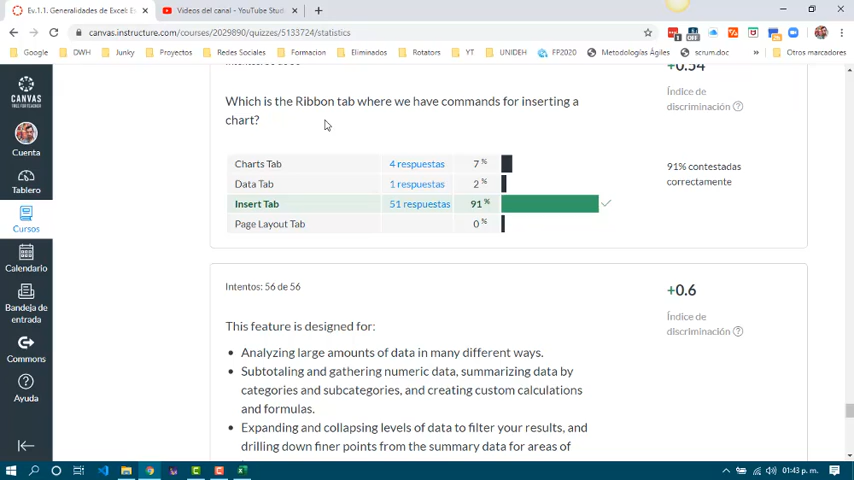 Ev.1.1. Generalidades de Excel: E
Videos del canal - YouTube Stud
canvas.instructure.com/courses/2029890/quizzes/5133724/statistics
Google DWH Junky Proyectos Redes Sociales Formacion Eliminados Rotators YT UNIDEH FP2020 Metodologías Ágiles scrum.doc Otros marcadores
CANVAS
Cuenta
Tablero
Cursos
Calendario
Bandeja de
entrada
Commons
Ayuda
+0.54
Índice de
discriminación
Which is the Ribbon tab where we have commands for inserting a
chart?
Charts Tab 4 respuestas 7 %
Data Tab 1 respuestas 2 %
Insert Tab 51 respuestas 91 %
Page Layout Tab 0 %
91% contestadas
correctamente
Intentos: 56 de 56
+0.6
Índice de
discriminación
This feature is designed for:
• Analyzing large amounts of data in many different ways.
• Subtotaling and gathering numeric data, summarizing data by
categories and subcategories, and creating custom calculations
and formulas.
• Expanding and collapsing levels of data to filter your results, and
drilling down finer points from the summary data for areas of
01:43 p. m.